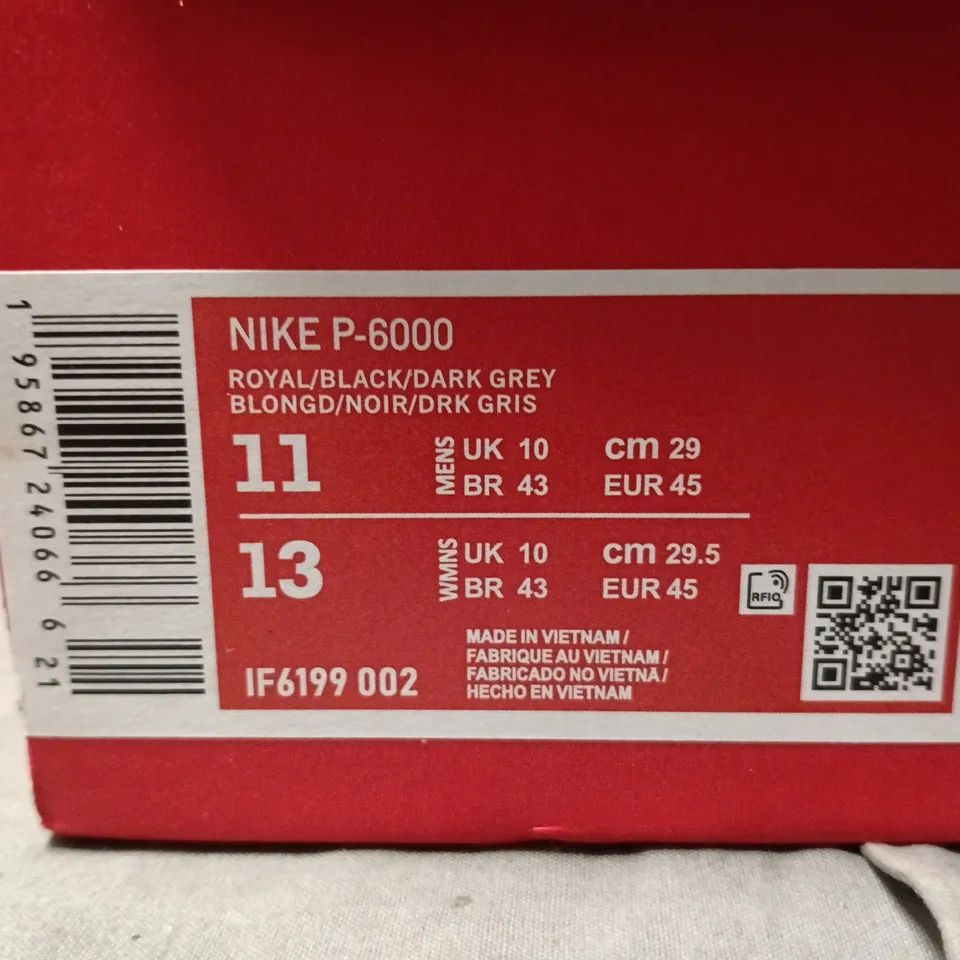 NIKE P-6000
ROYAL/BLACK/DARK GREY
BLONGD/NOIR/DRK GRIS
11 MENS UK 10 cm 29
BR 43 EUR 45
13 WMNS UK 10 cm 29.5
BR 43 EUR 45
RFIO
IF6199 002
MADE IN VIETNAM /
FABRIQUE AU VIETNAM /
FABRICADO NO VIETNA /
HECHO EN VIETNAM
1 95867 24066 6 21